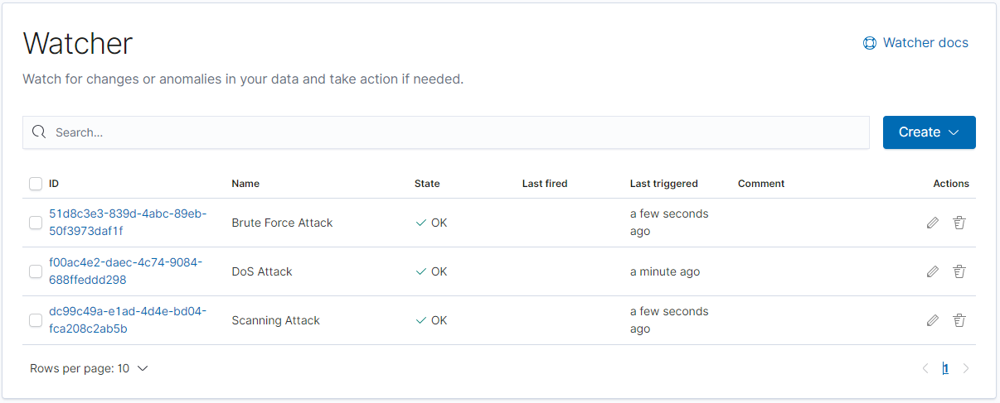 Watcher
Watcher docs
Watch for changes or anomalies in your data and take action if needed.
Search...
Create
ID Name State Last fired Last triggered Comment Actions
51d8c3e3-839d-4abc-89eb-
50f3973daf1f
Brute Force Attack
OK
a few seconds
ago
f00ac4e2-daec-4c74-9084-
688ffeddd298
DoS Attack
OK
a minute ago
dc99c49a-e1ad-4d4e-bd04-
fca208c2ab5b
Scanning Attack
OK
a few seconds
ago
Rows per page: 10
1